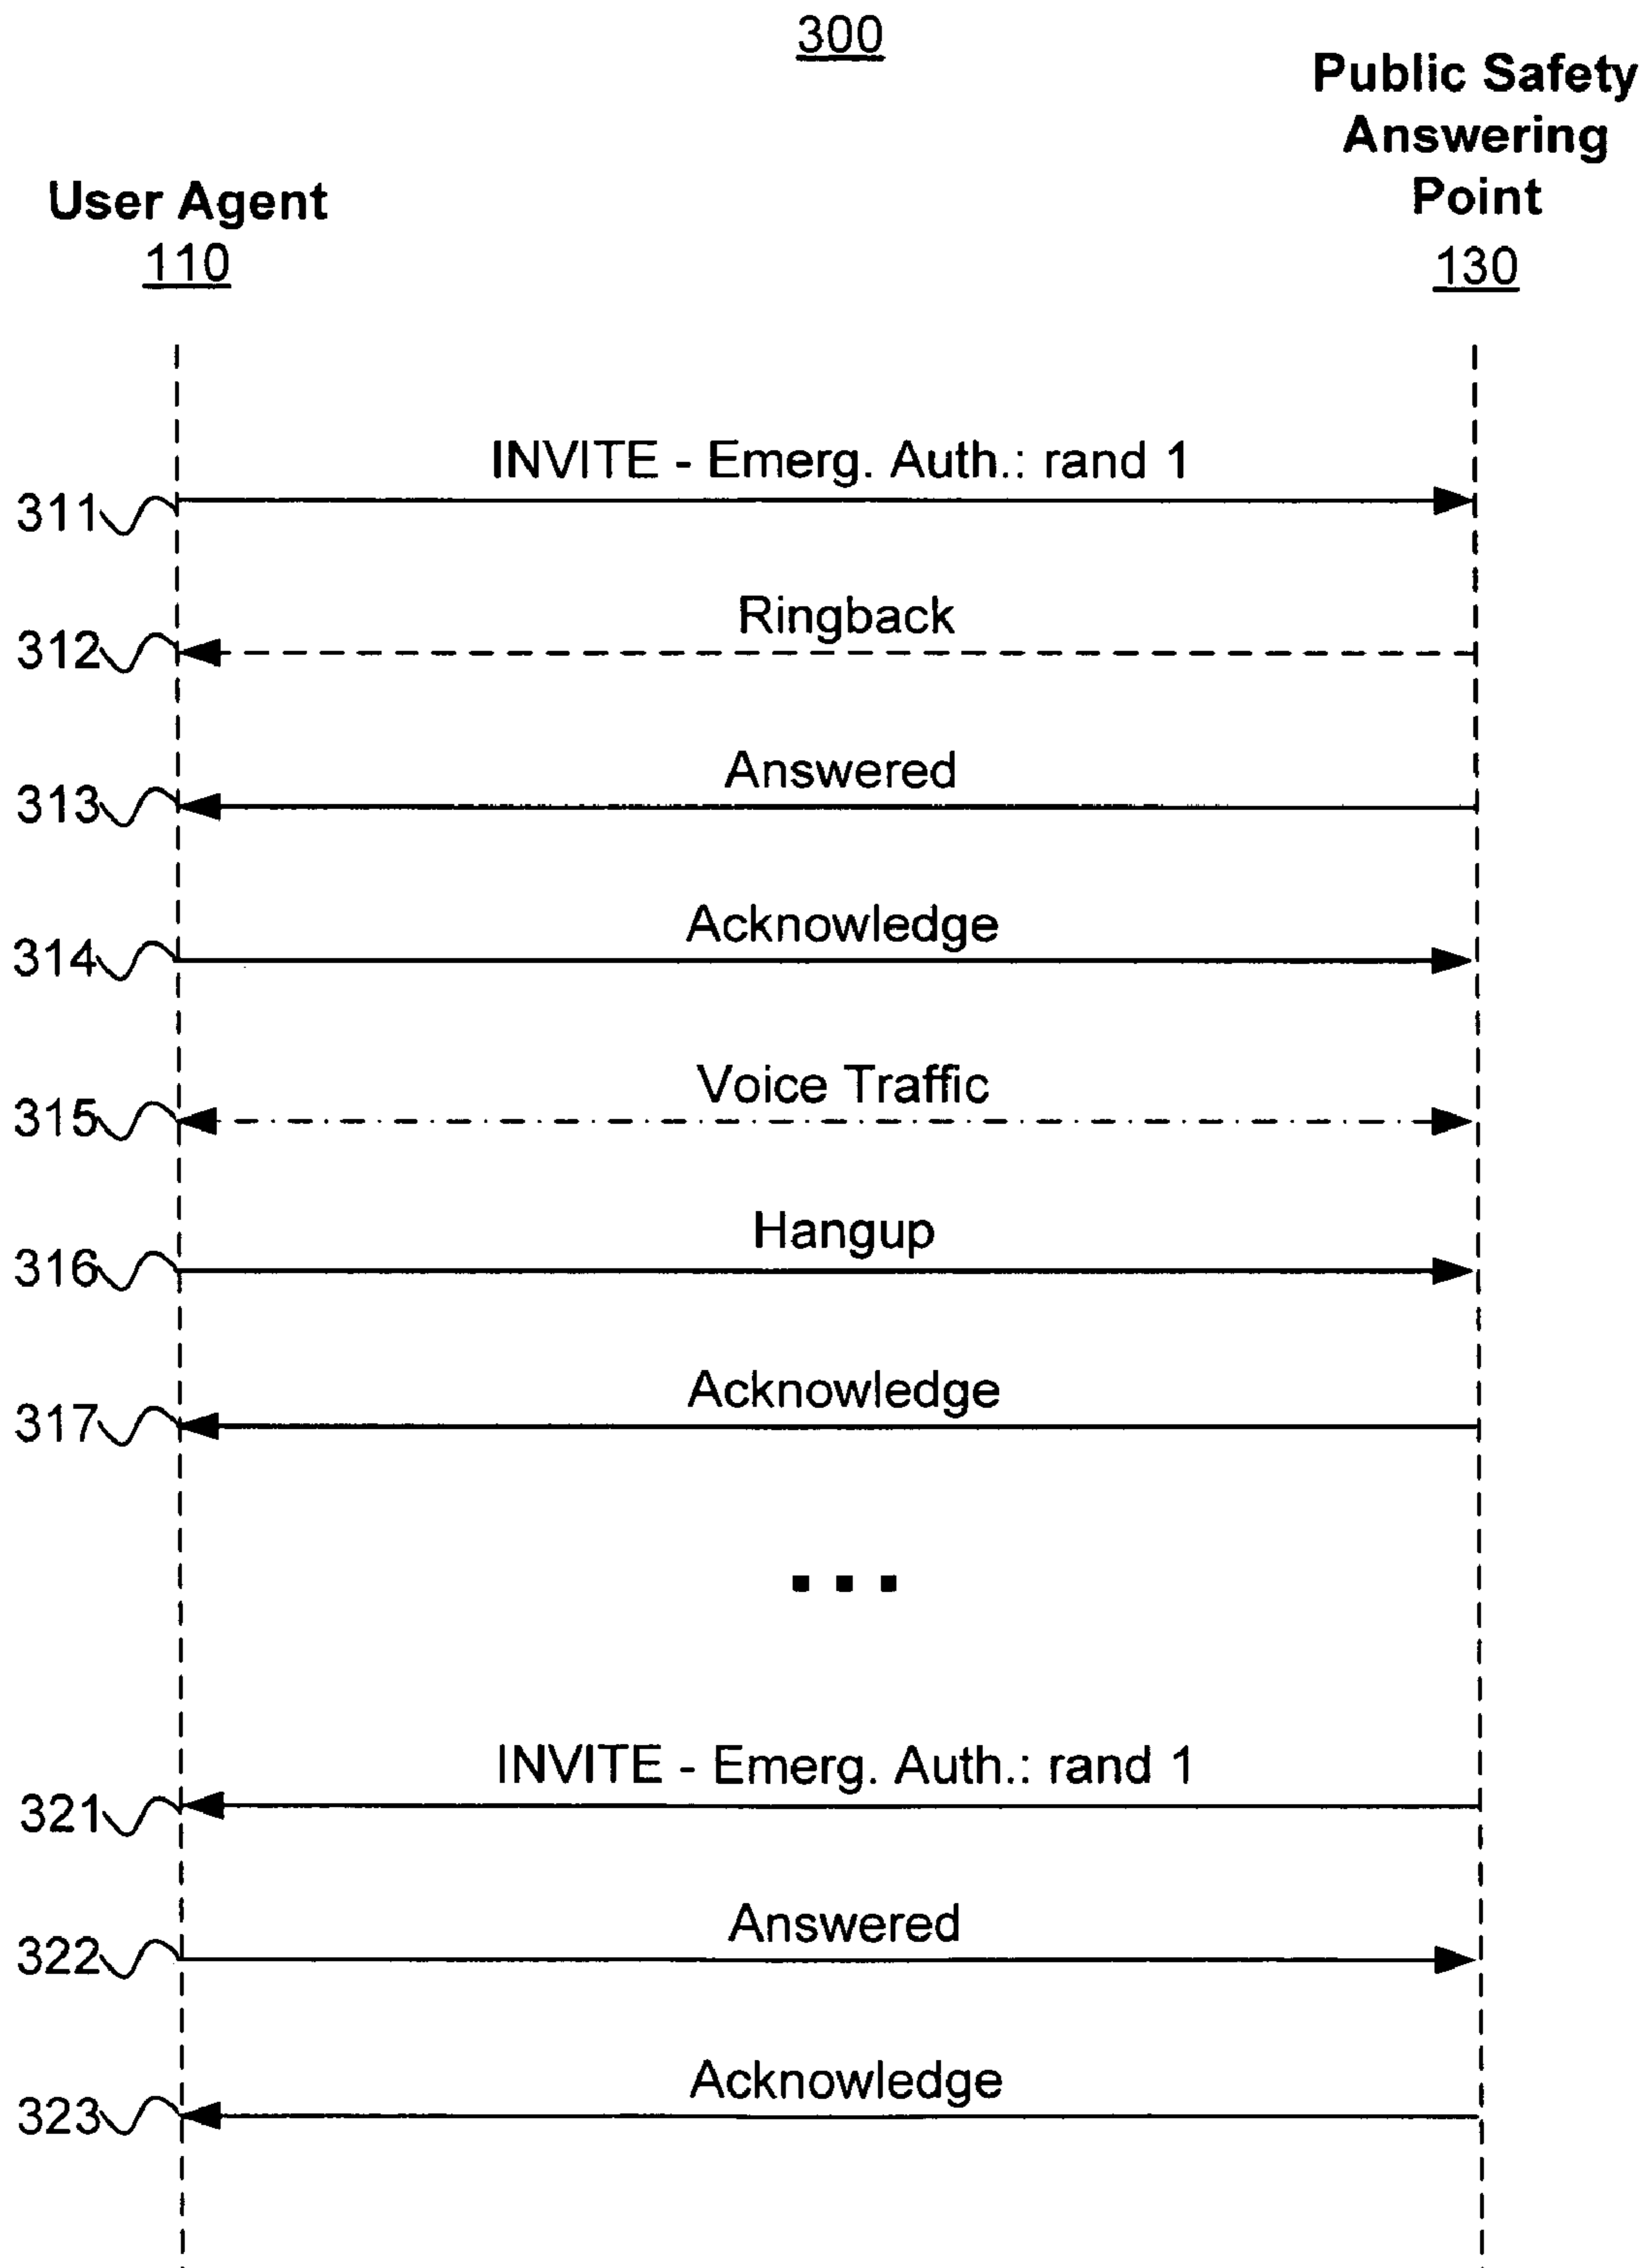 300
Public Safety
Answering
Point
130
User Agent
110
INVITE - Emerg. Auth.: rand 1
311
Ringback
312
Answered
313
Acknowledge
314
Voice Traffic
315
Hangup
316
Acknowledge
317
...
INVITE - Emerg. Auth.: rand 1
321
Answered
322
Acknowledge
323